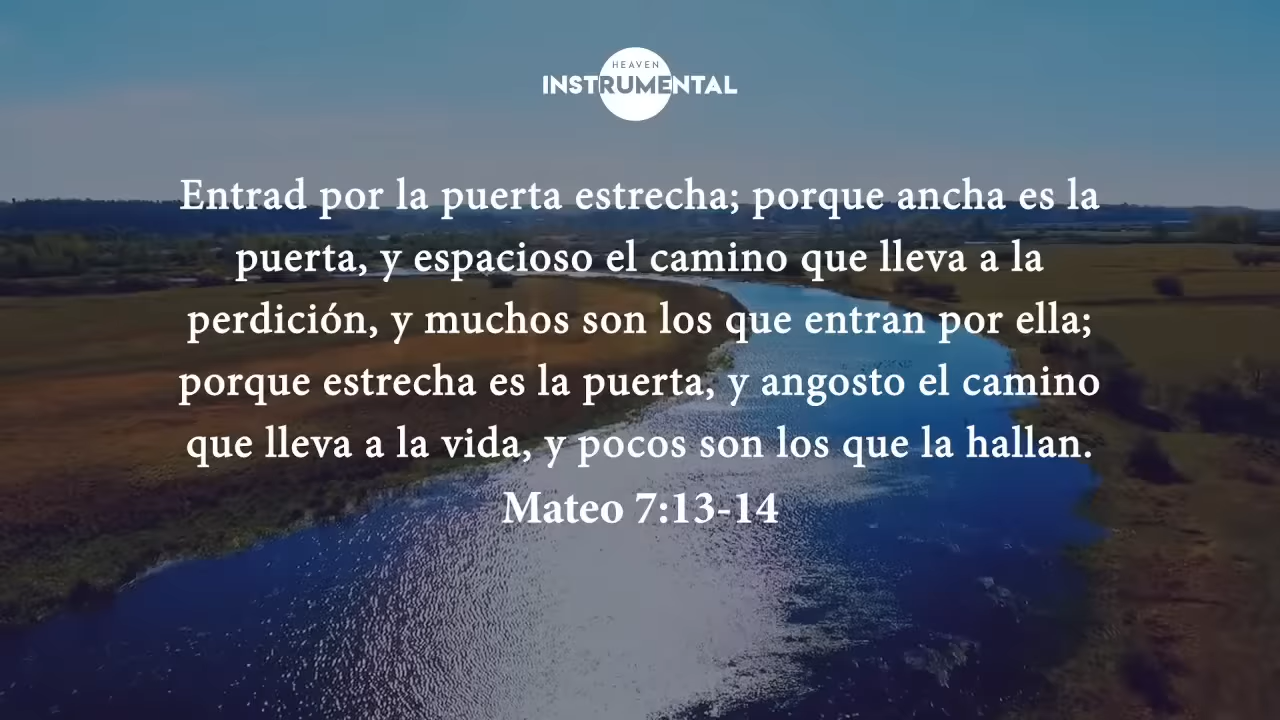 HEAVEN
INSTRUMENTAL
Entrad por la puerta estrecha; porque ancha es la
puerta, y espacioso el camino que lleva a la
perdición, y muchos son los que entran por ella;
porque estrecha es la puerta, y angosto el camino
que lleva a la vida, y pocos son los que la hallan.
Mateo 7:13-14